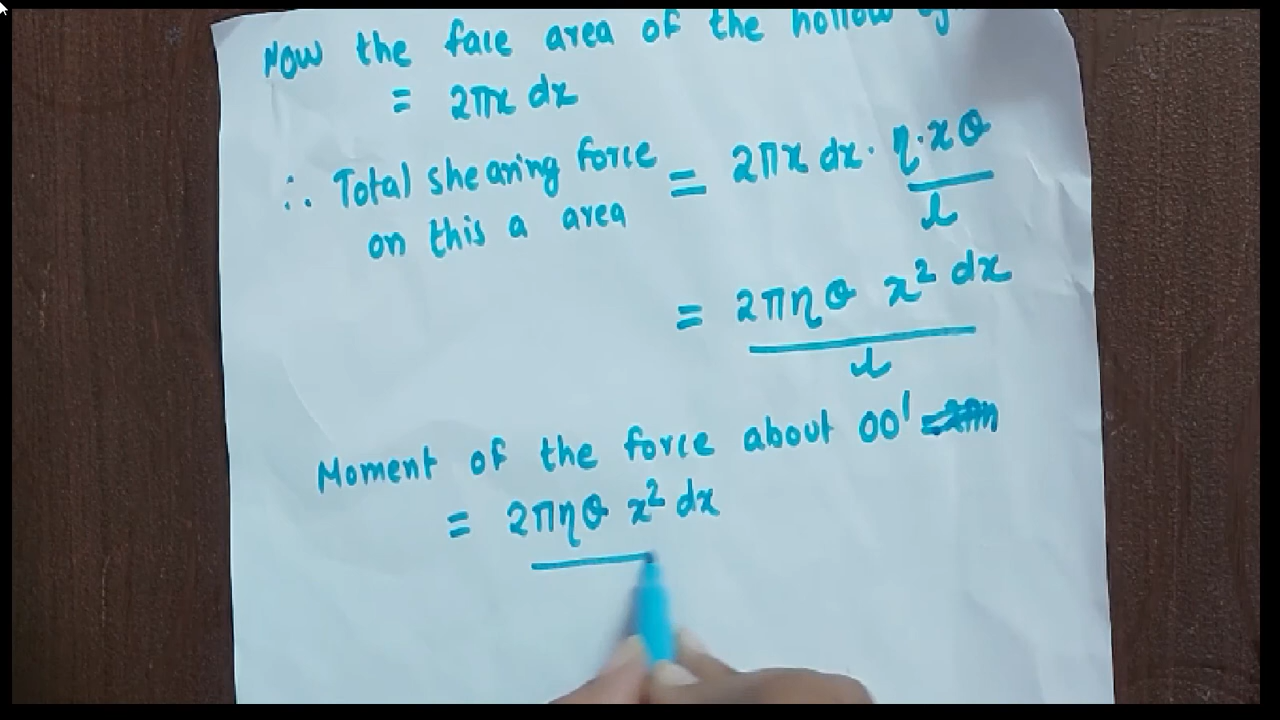 Now the face area of the hollow
= 2πx dx
∴ Total shearing force = 2πx dx · η·xθ / l
on this a area
= 2πηθ x² dx / l
Moment of the force about OO'
= 2πηθ x² dx